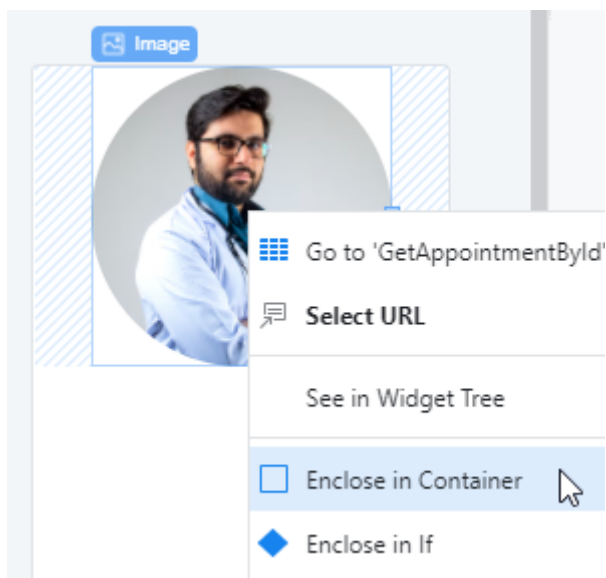 Image
Go to 'GetAppointmentById'
Select URL
See in Widget Tree
Enclose in Container
Enclose in If